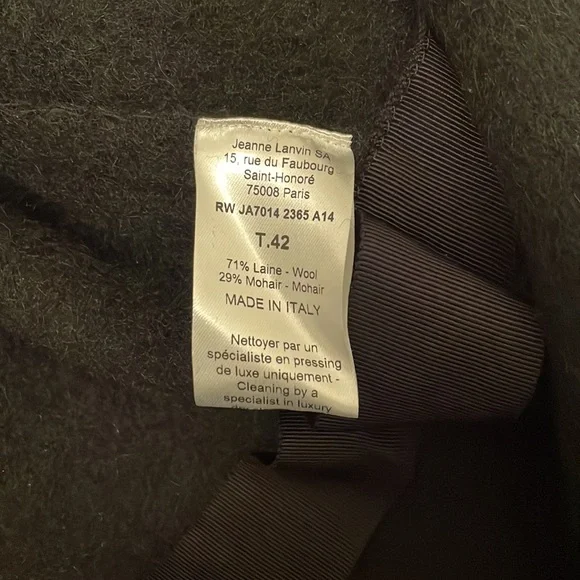 Jeanne Lanvin SA
15, rue du Faubourg
Saint-Honoré
75008 Paris
RW JA7014 2365 A14
T.42
71% Laine - Wool
29% Mohair - Mohair
MADE IN ITALY
Nettoyer par un
spécialiste en pressing
de luxe uniquement -
Cleaning by a
specialist in luxury